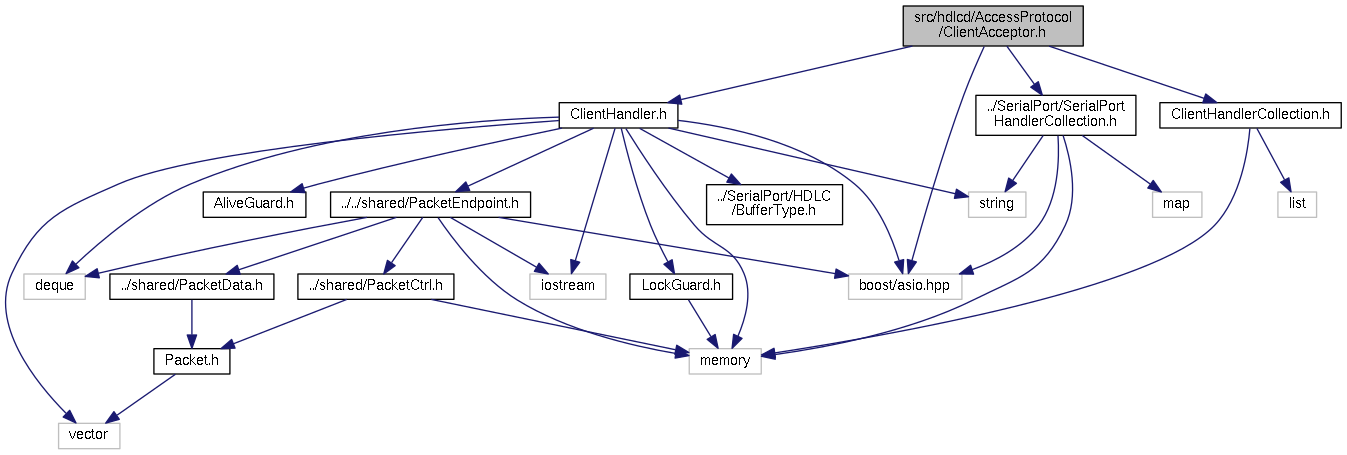 src/hdlcd/AccessProtocol
/ClientAcceptor.h
ClientHandler.h
../SerialPort/SerialPort
HandlerCollection.h
ClientHandlerCollection.h
AliveGuard.h
../../shared/PacketEndpoint.h
../SerialPort/HDLC
/BufferType.h
string
map
list
deque
../shared/PacketData.h
../shared/PacketCtrl.h
iostream
LockGuard.h
boost/asio.hpp
Packet.h
memory
vector